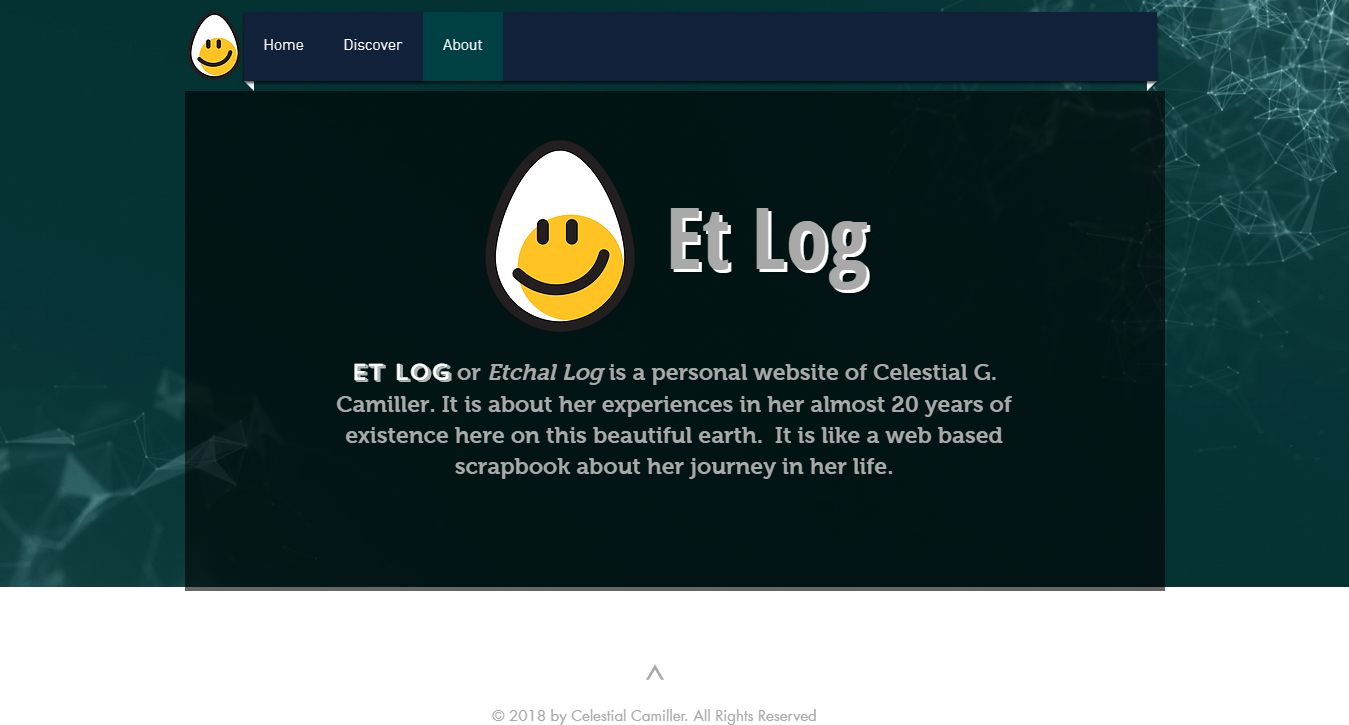 Home Discover About
Et Log
ET LOG or Etchal Log is a personal website of Celestial G.
Camiller. It is about her experiences in her almost 20 years of
existence here on this beautiful earth.  It is like a web based
scrapbook about her journey in her life.
© 2018 by Celestial Camiller. All Rights Reserved